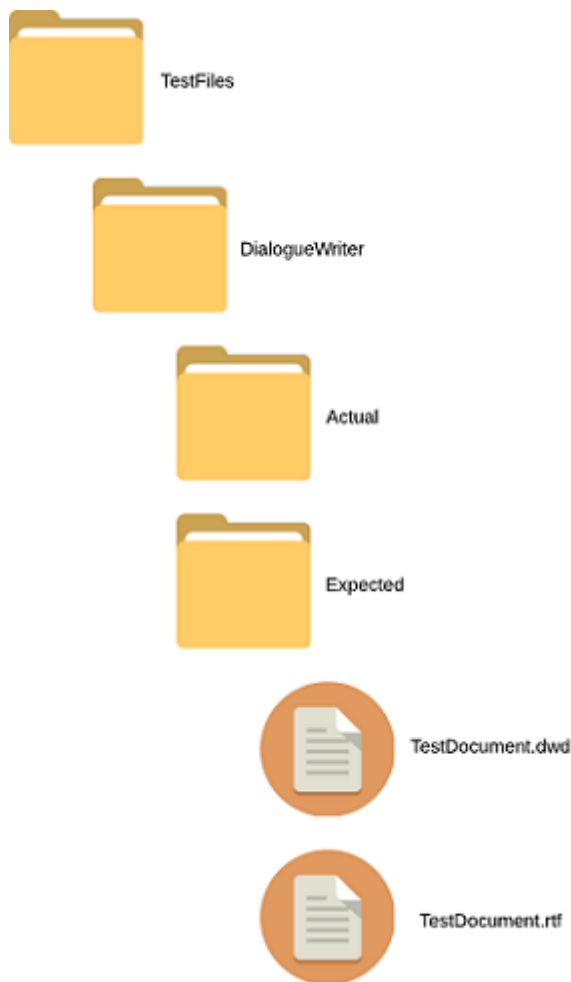 TestFiles
DialogueWriter
Actual
Expected
TestDocument.dwd
TestDocument.rtf